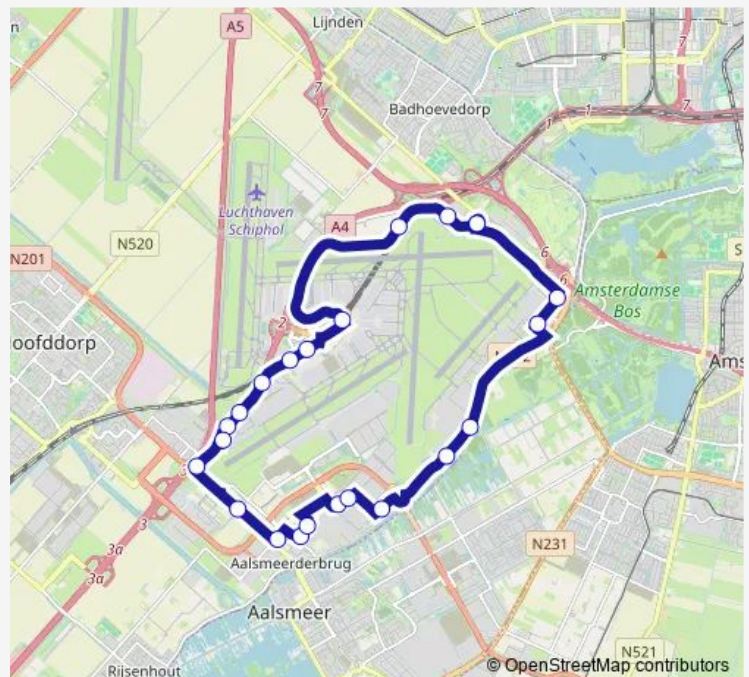 Lijnden
A5
7
7
Badhoevedorp
7
1
1
7
Luchthaven
Schiphol
A4
N520
N201
6
6
Amsterdamse
Bos
S
2
oofddorp
Ams
3
3
3a
3a
Aalsmeerderbrug
N231
Aalsmeer
Rijsenhout
N521
© OpenStreetMap contributors